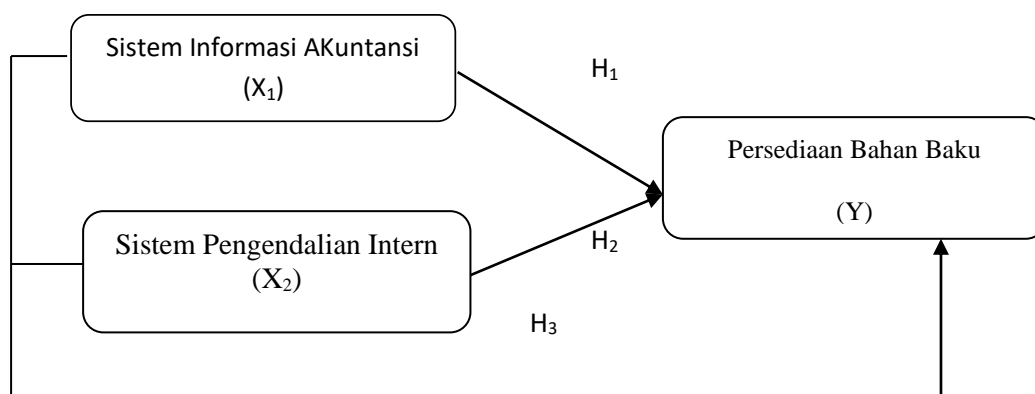 Sistem Informasi AKuntansi
(X₁)
H₁
Persediaan Bahan Baku
(Y)
Sistem Pengendalian Intern
(X₂)
H₂
H₃